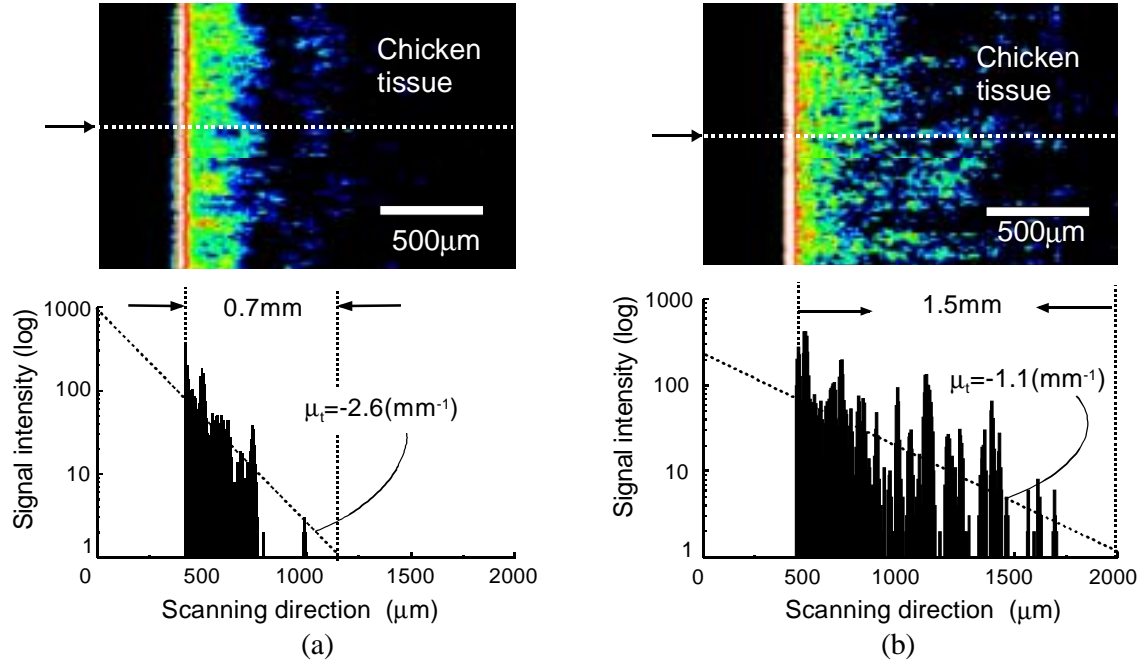 Chicken
tissue
500μm
Signal intensity (log)
1000
100
10
1
0.7mm
μt=-2.6(mm-1)
0 500 1000 1500 2000
Scanning direction (μm)
(a)
Chicken
tissue
500μm
Signal intensity (log)
1000
100
10
1
1.5mm
μt=-1.1(mm-1)
0 500 1000 1500 2000
Scanning direction (μm)
(b)